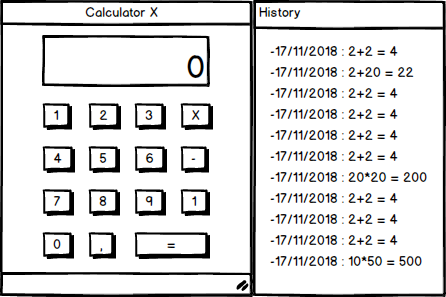 Calculator X
0
1 2 3 X
4 5 6 -
7 8 9 1
0 , =
History
-17/11/2018 : 2+2 = 4
-17/11/2018 : 2+20 = 22
-17/11/2018 : 2+2 = 4
-17/11/2018 : 2+2 = 4
-17/11/2018 : 2+2 = 4
-17/11/2018 : 2+2 = 4
-17/11/2018 : 20*20 = 200
-17/11/2018 : 2+2 = 4
-17/11/2018 : 2+2 = 4
-17/11/2018 : 2+2 = 4
-17/11/2018 : 10*50 = 500